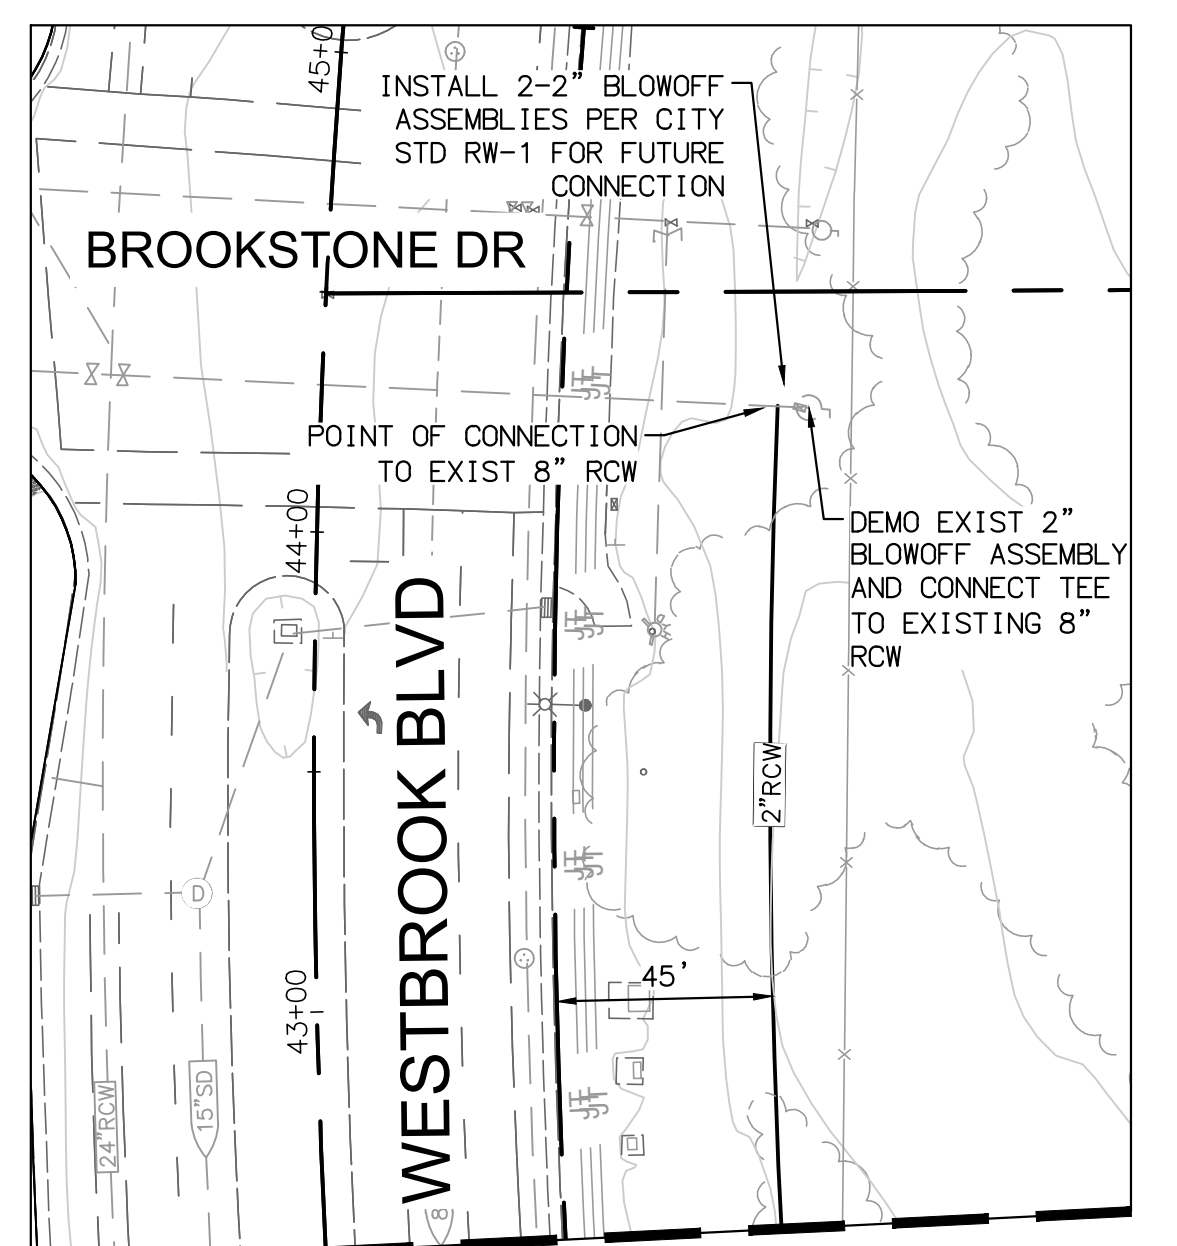 45+0
INSTALL 2-2" BLOWOFF
ASSEMBLIES PER CITY
STD RW-1 FOR FUTURE
CONNECTION
BROOKSTONE DR
POINT OF CONNECTION
TO EXIST 8" RCW
44+00
DEMO EXIST 2"
BLOWOFF ASSEMBLY
AND CONNECT TEE
TO EXISTING 8"
RCW
WESTBROOK BLVD
2"RCW
D
45'
43+00
24"RCW
15"SD
8